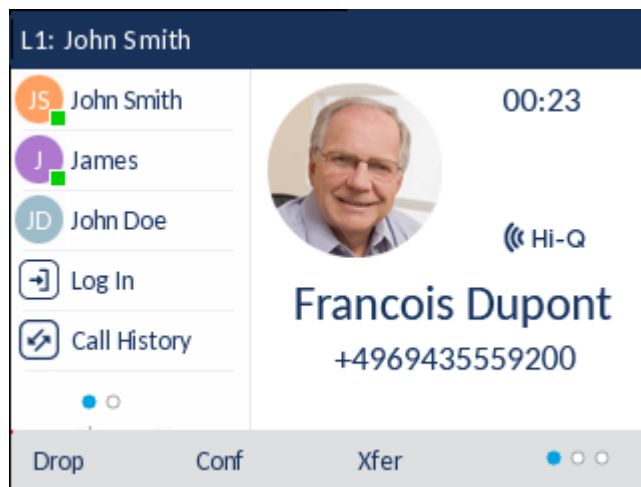 L1: John Smith
JS John Smith
J James
JD John Doe
Log In
Call History
00:23
Hi-Q
Francois Dupont
+4969435559200
Drop Conf Xfer